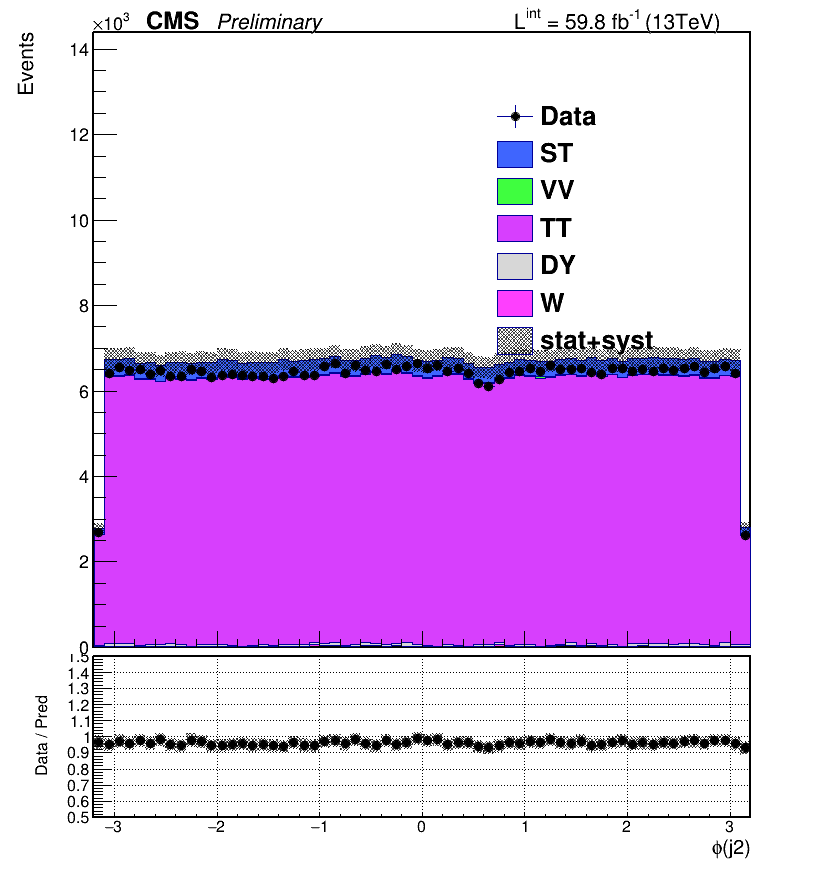 ×10³ CMS Preliminary Lⁱⁿᵗ = 59.8 fb⁻¹ (13TeV)
Events
14
12
10
8
6
4
2
0
Data
ST
VV
TT
DY
W
stat+syst
Data / Pred
1.5
1.4
1.3
1.2
1.1
1
0.9
0.8
0.7
0.6
0.5
−3 −2 −1 0 1 2 3
ϕ(j2)